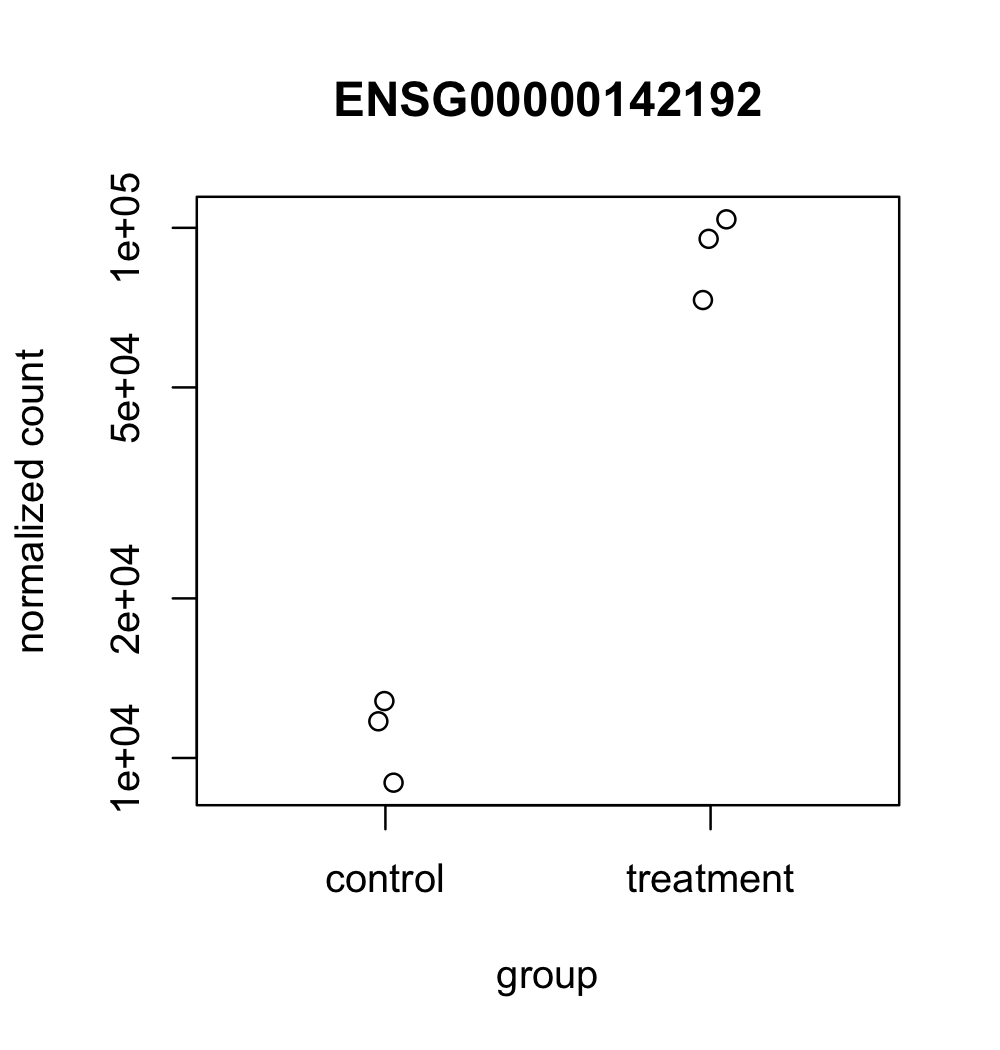 ENSG00000142192
1e+05
5e+04
2e+04
1e+04
normalized count
control
treatment
group